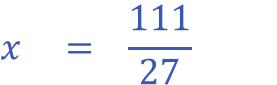 x = 111/27